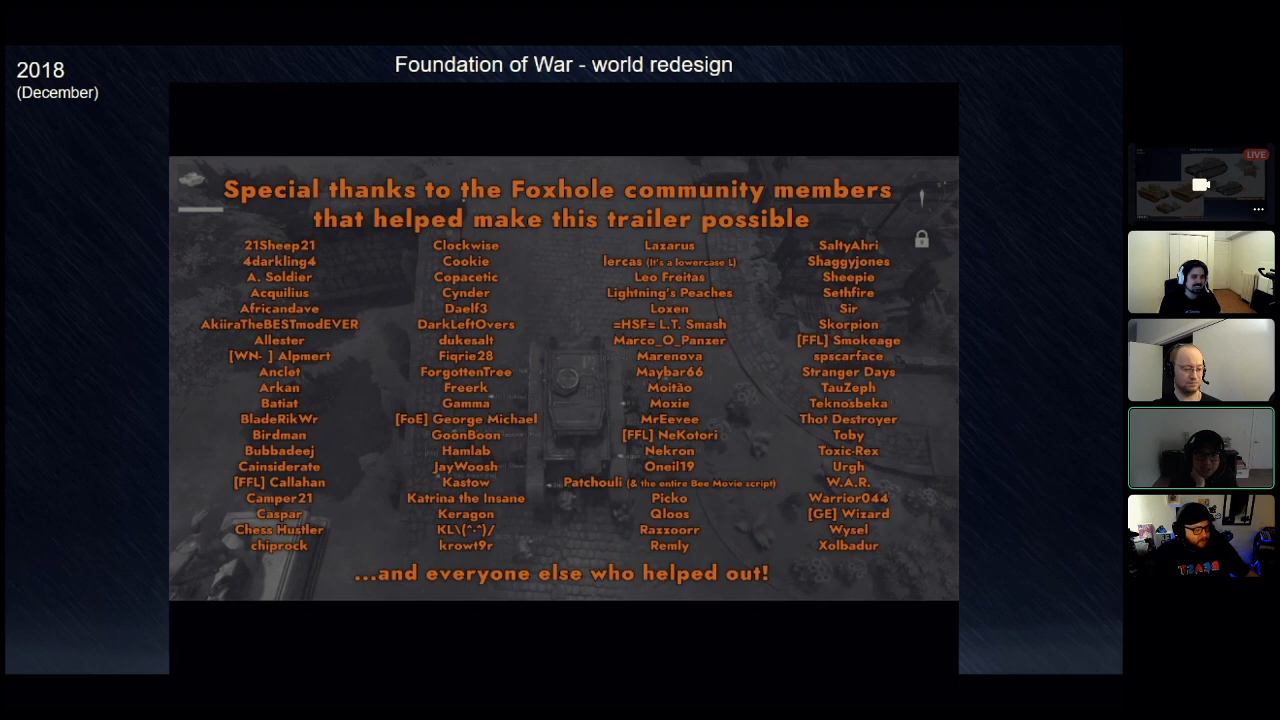 2018
(December)
Foundation of War - world redesign
Special thanks to the Foxhole community members
that helped make this trailer possible
21Sheep21
4darkling4
A. Soldier
Acquilius
Africandave
AkiiraTheBESTmodEVER
Allester
[WN- ] Alpmert
Anclet
Arkan
Batiat
BladeRikWr
Birdman
Bubbadeej
Cainsiderate
[FFL] Callahan
Camper21
Caspar
Chess Hustler
chiprock
Clockwise
Cookie
Copacetic
Cynder
Daelf3
DarkLeftOvers
dukesalt
Fiqrie28
ForgottenTree
Freerk
Gamma
[FoE] George Michael
GoonBoon
Hamlab
JayWoosh
Kastow
Katrina the Insane
Keragon
KL\(^-^)/
krowt9r
Lazarus
lercas (It's a lowercase L)
Leo Freitas
Lightning's Peaches
Loxen
=HSF= L.T. Smash
Marco_O_Panzer
Marenova
Maybar66
Moitão
Moxie
MrEevee
[FFL] NeKotori
Nekron
Oneil19
Patchouli (& the entire Bee Movie script)
Picko
Qloos
Razzoorr
Remly
SaltyAhri
Shaggyjones
Sheepie
Sethfire
Sir
Skorpion
[FFL] Smokeage
spscarface
Stranger Days
TauZeph
Teknosbeka
Thot Destroyer
Toby
Toxic-Rex
Urgh
W.A.R.
Warrior044
[GE] Wizard
Wysel
Xolbadur
...and everyone else who helped out!
LIVE